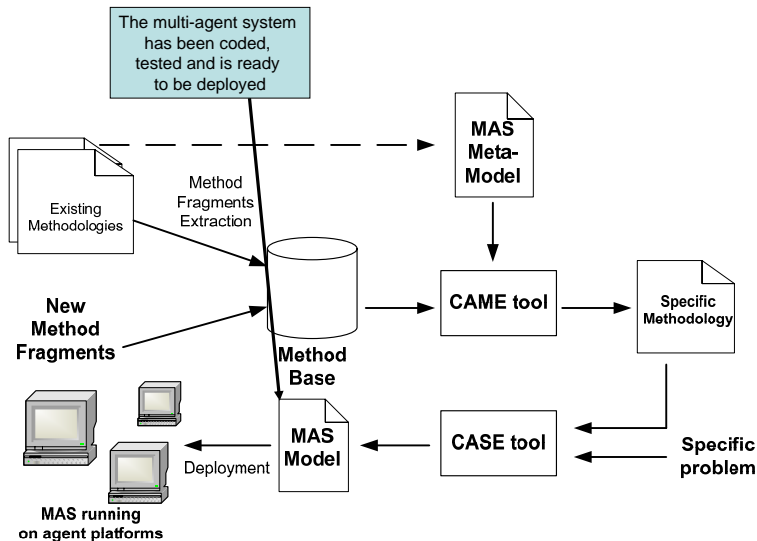 The multi-agent system
has been coded,
tested and is ready
to be deployed
MAS
Meta-
Model
Existing
Methodologies
Method
Fragments
Extraction
New
Method
Fragments
Method
Base
CAME tool
Specific
Methodology
MAS
Model
CASE tool
Specific
problem
Deployment
MAS running
on agent platforms